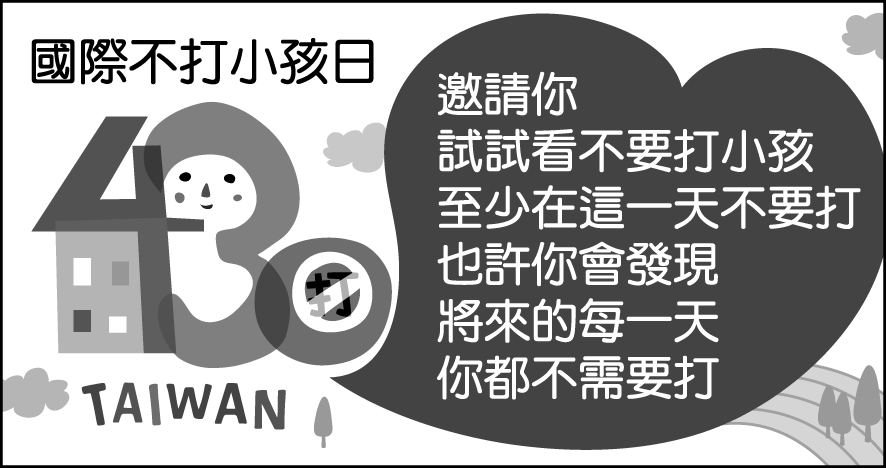 國際不打小孩日
430
打
TAIWAN
邀請你
試試看不要打小孩
至少在這一天不要打
也許你會發現
將來的每一天
你都不需要打